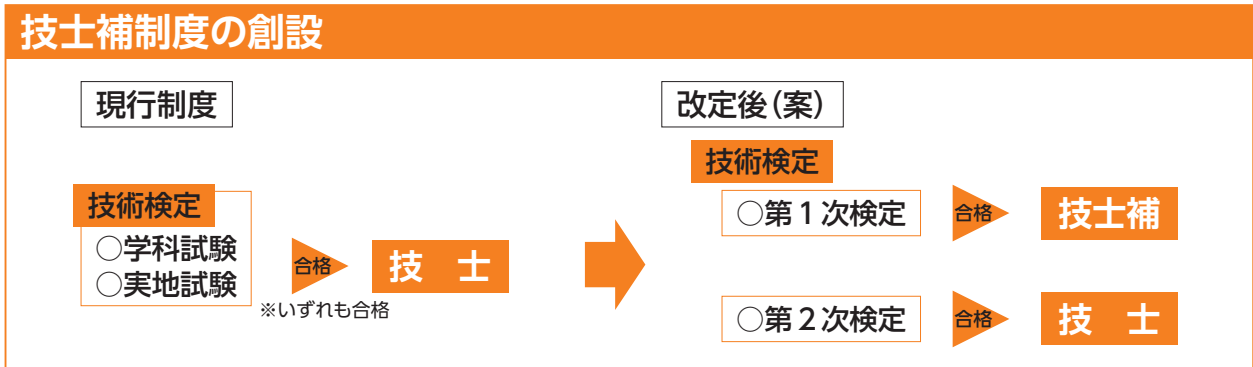 技士補制度の創設
現行制度
技術検定
○学科試験
○実地試験
合格
技 士
※いずれも合格
改定後(案)
技術検定
○第1次検定
合格
技士補
○第2次検定
合格
技 士